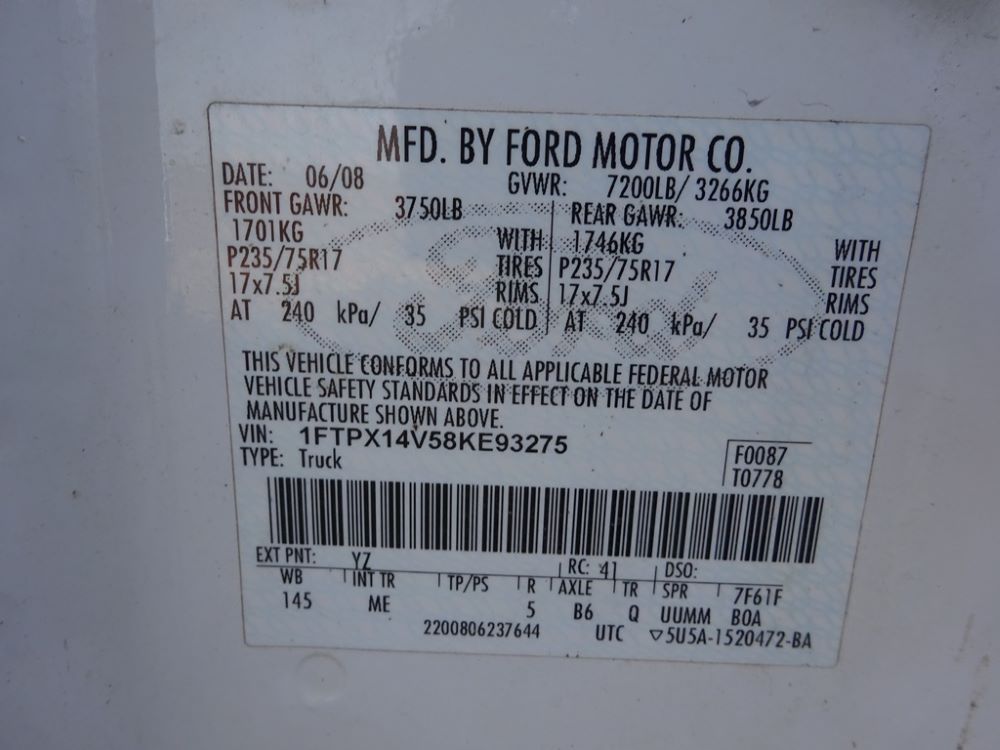 MFD. BY FORD MOTOR CO.
DATE: 06/08 GVWR: 7200LB/ 3266KG
FRONT GAWR: 3750LB REAR GAWR: 3850LB
1701KG WITH 1746KG WITH
P235/75R17 TIRES P235/75R17 TIRES
17x7.5J RIMS 17x7.5J RIMS
AT 240 kPa/ 35 PSI COLD AT 240 kPa/ 35 PSI COLD
Ford
THIS VEHICLE CONFORMS TO ALL APPLICABLE FEDERAL MOTOR
VEHICLE SAFETY STANDARDS IN EFFECT ON THE DATE OF
MANUFACTURE SHOWN ABOVE.
VIN: 1FTPX14V58KE93275
TYPE: Truck
F0087
T0778
EXT PNT: YZ RC: 41 DSO:
WB INT TR TP/PS R AXLE TR SPR 7F61F
145 ME 5 B6 Q UUMM BOA
2200806237644 UTC ▽5U5A-1520472-BA